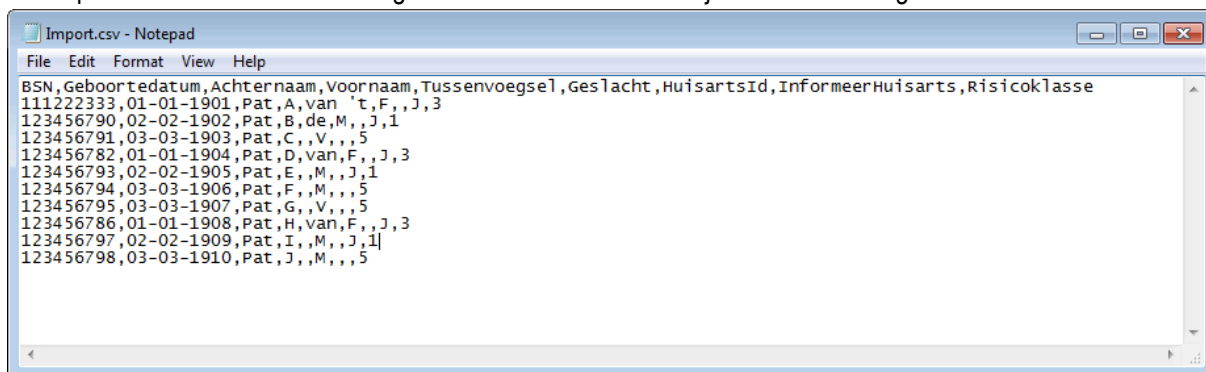 Import.csv - Notepad
File Edit Format View Help
BSN,Geboortedatum,Achternaam,Voornaam,Tussenvoegsel,Geslacht,HuisartsId,InformeerHuisarts,Risicoklasse
111222333,01-01-1901,Pat,A,van 't,F,,J,3
123456790,02-02-1902,Pat,B,de,M,,J,1
123456791,03-03-1903,Pat,C,,V,,,5
123456782,01-01-1904,Pat,D,van,F,,J,3
123456793,02-02-1905,Pat,E,,M,,J,1
123456794,03-03-1906,Pat,F,,M,,,5
123456795,03-03-1907,Pat,G,,V,,,5
123456786,01-01-1908,Pat,H,van,F,,J,3
123456797,02-02-1909,Pat,I,,M,,J,1
123456798,03-03-1910,Pat,J,,M,,,5